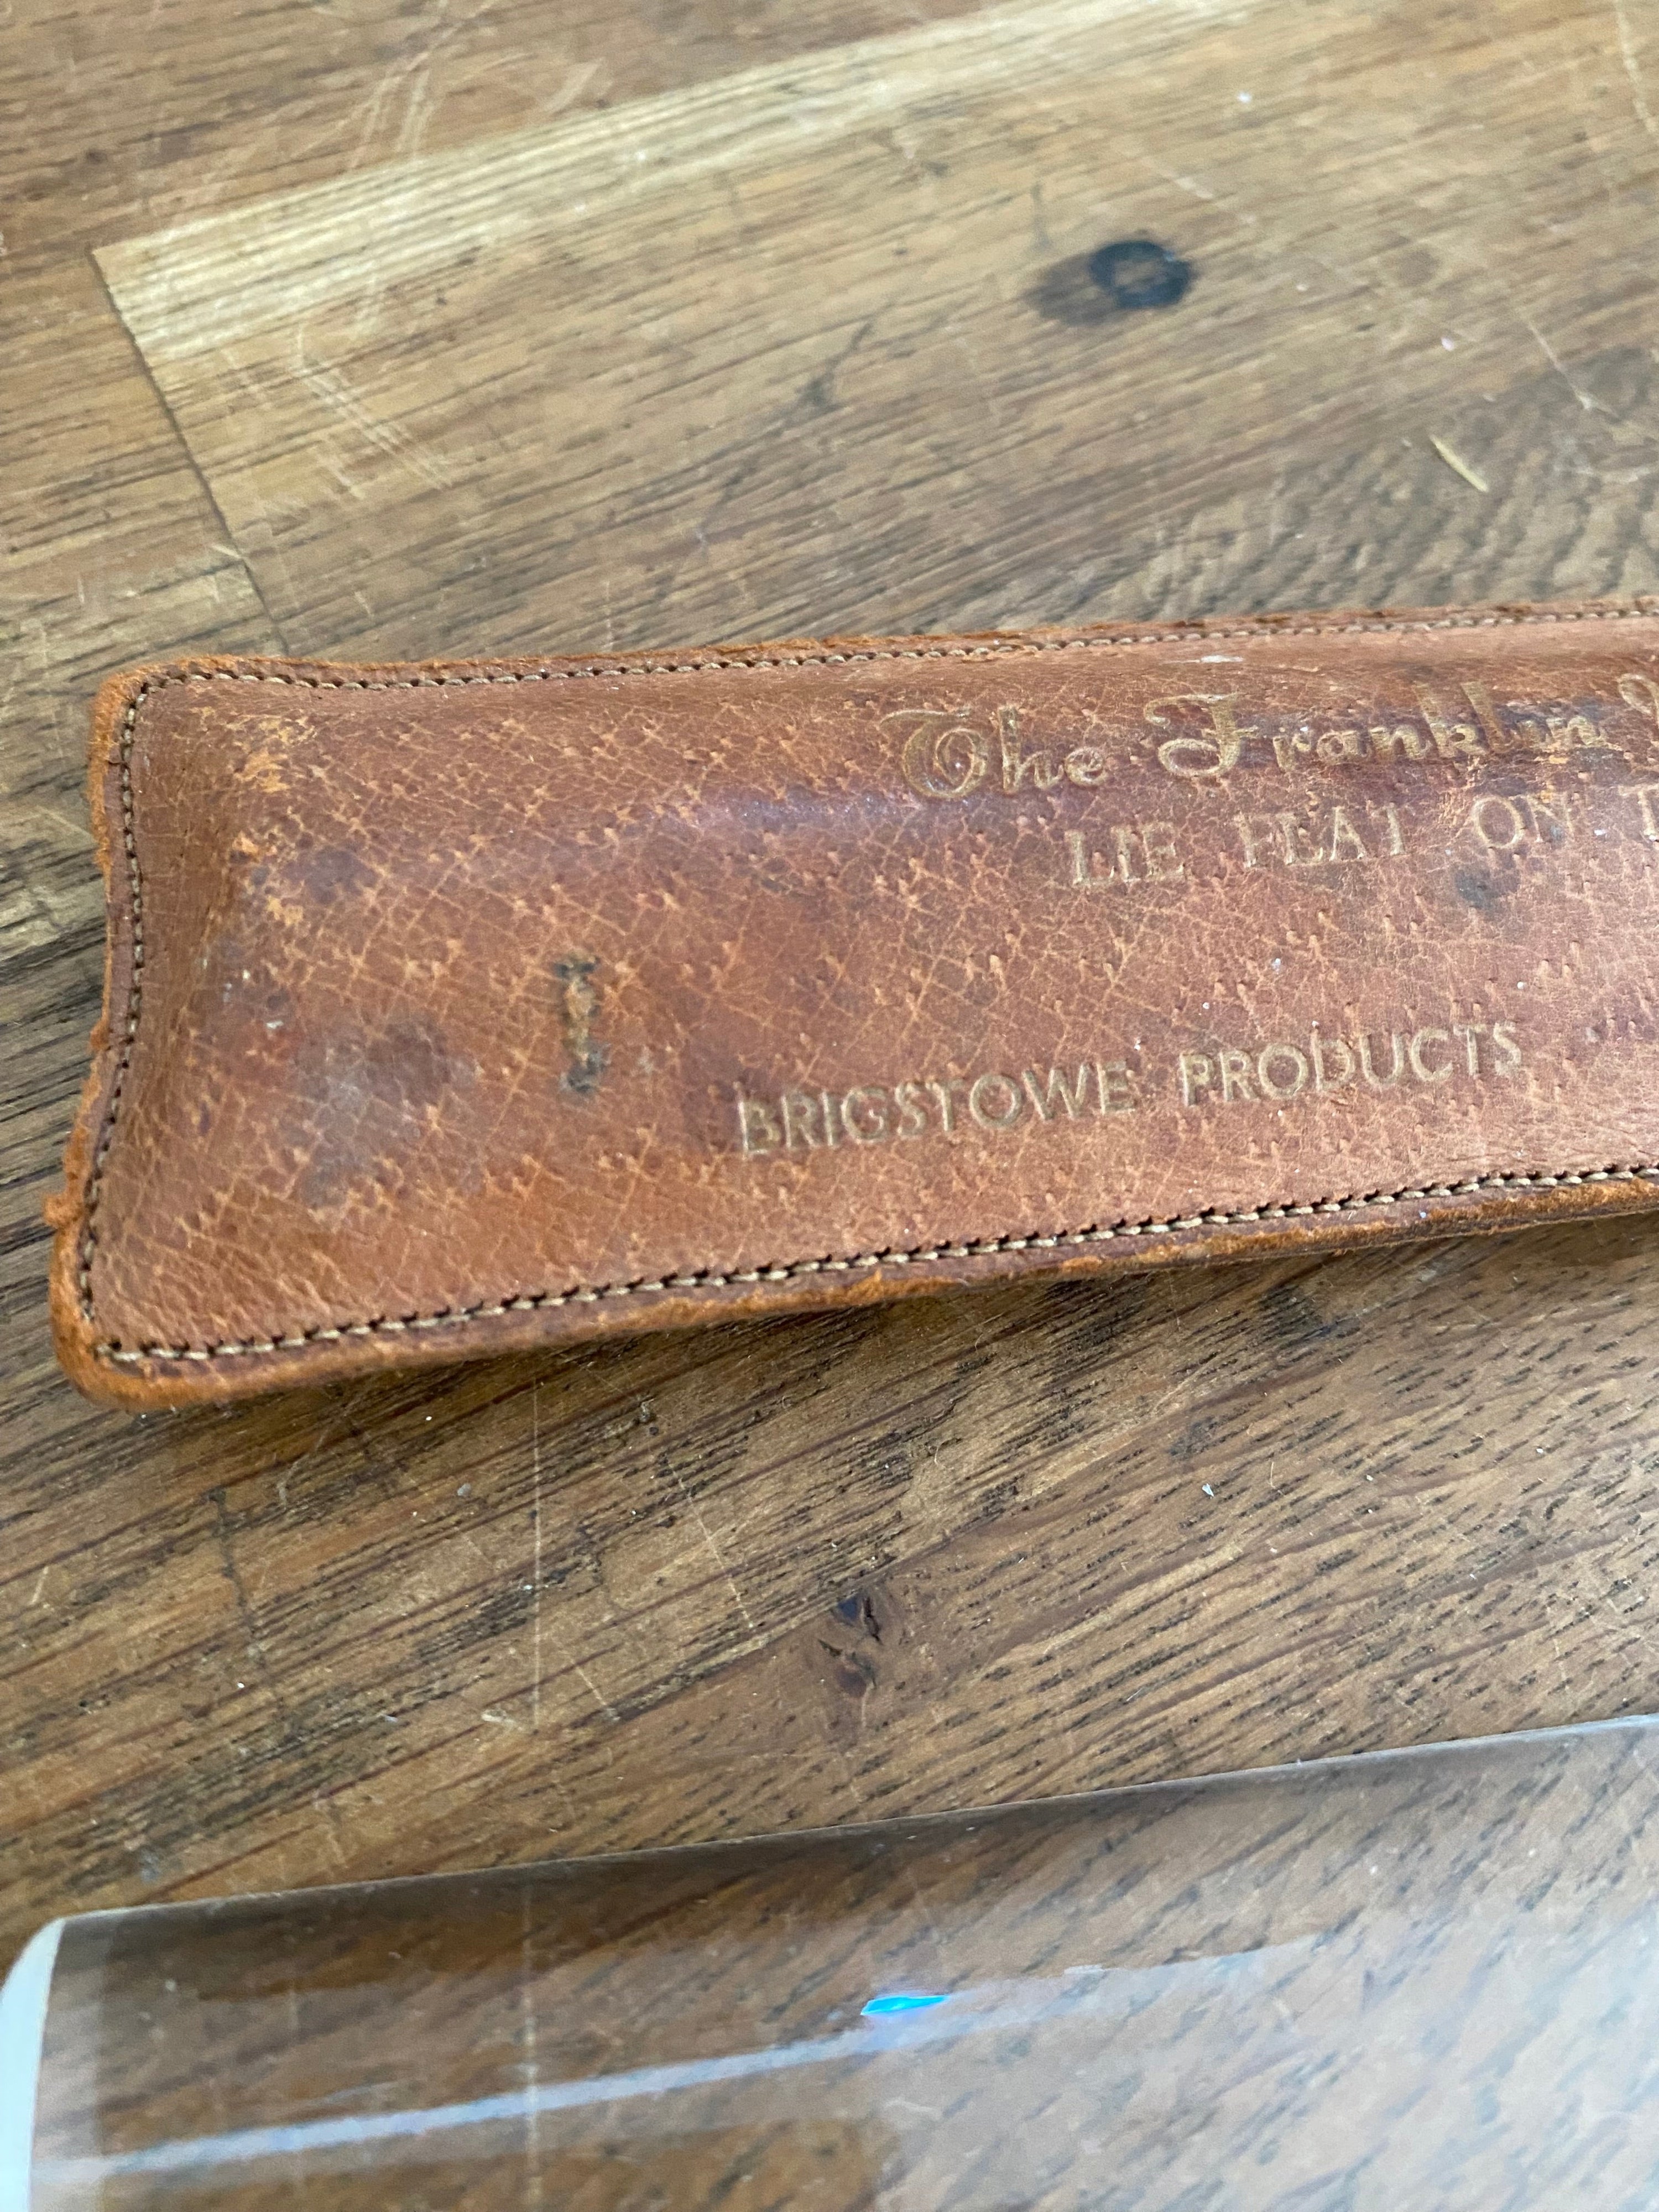 The Franklin
LIE FLAT ON
BRIGSTOWE PRODUCTS